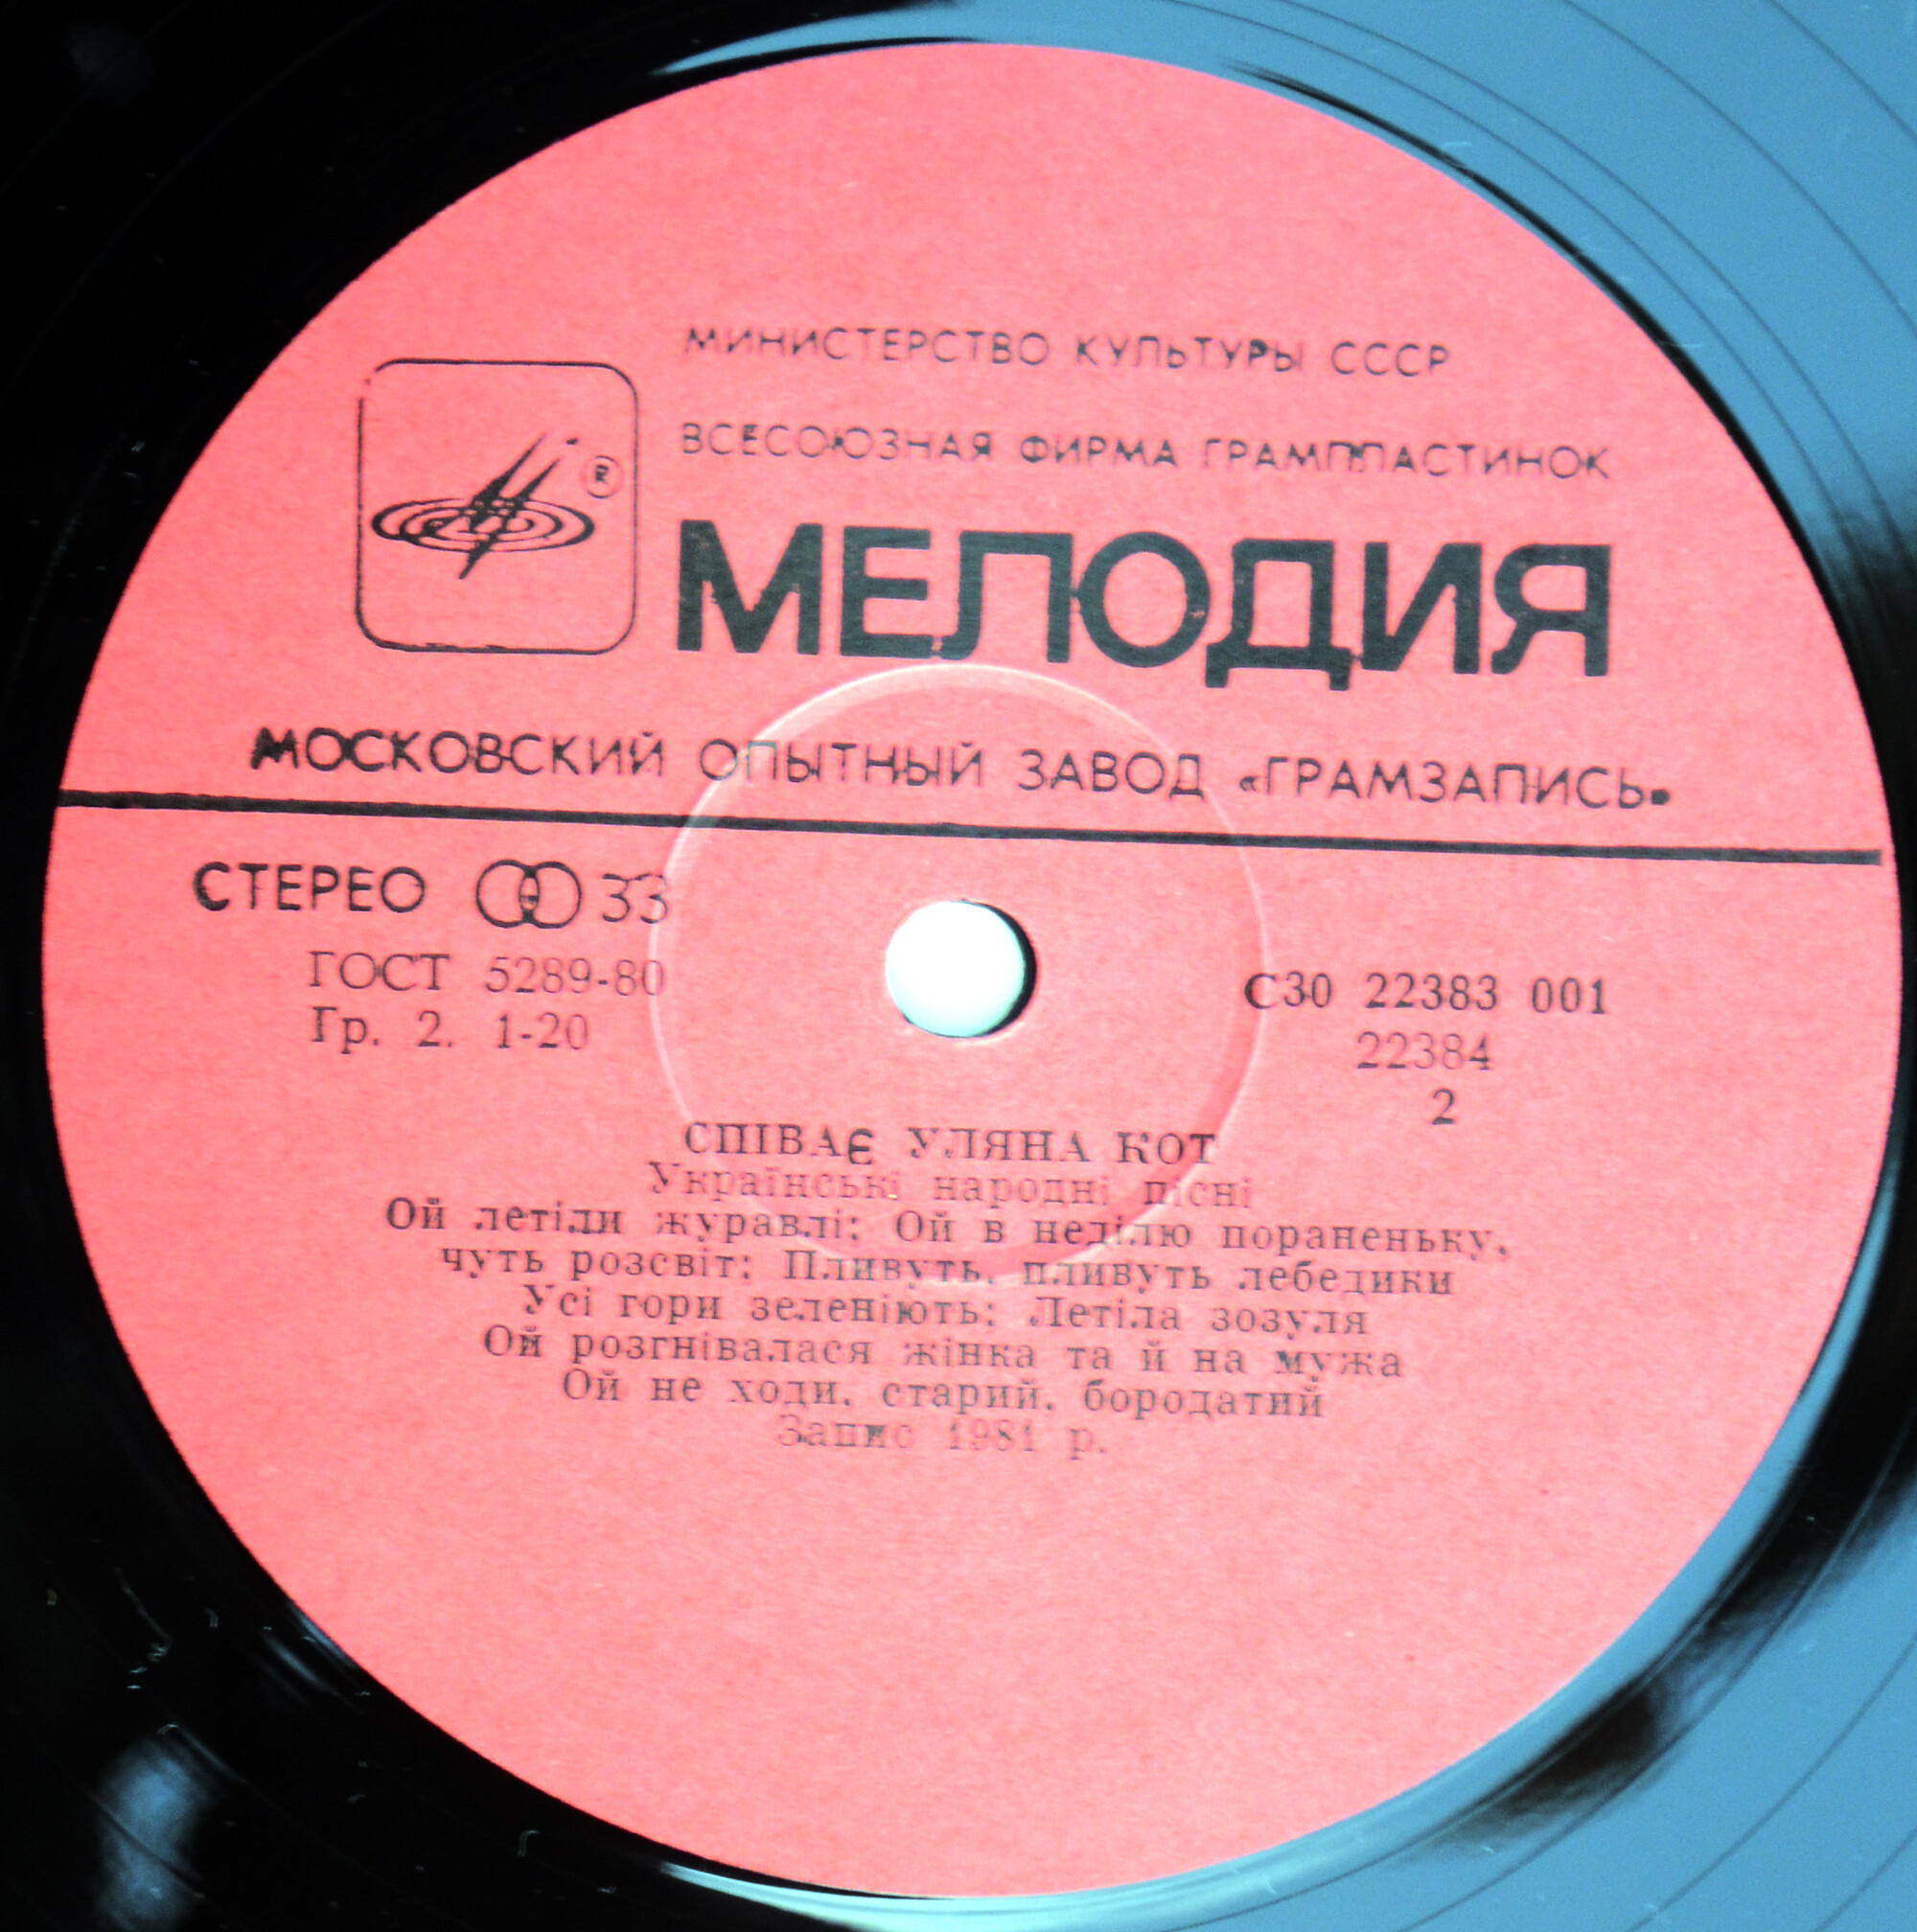 МИНИСТЕРСТВО КУЛЬТУРЫ СССР
ВСЕСОЮЗНАЯ ФИРМА ГРАМПЛАСТИНОК
®
МЕЛОДИЯ
МОСКОВСКИЙ ОПЫТНЫЙ ЗАВОД «ГРАМЗАПИСЬ»
СТЕРЕО 33
ГОСТ 5289-80
Гр. 2. 1-20
С30 22383 001
22384
2
СПІВАЄ УЛЯНА КОТ
Українські народні пісні
Ой летіли журавлі; Ой в неділю пораненьку,
чуть розсвіт; Пливуть, пливуть лебедики
Усі гори зеленіють; Летіла зозуля
Ой розгнівалася жінка та й на мужа
Ой не ходи, старий, бородатий
Запис 1981 р.